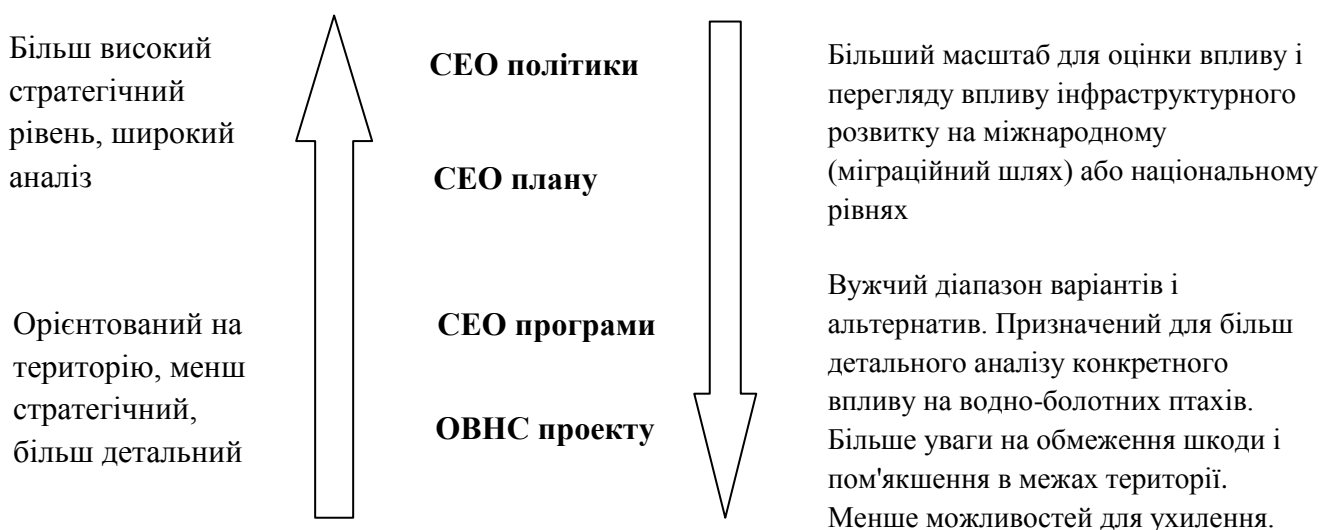 Більш високий
стратегічний
рівень, широкий
аналіз
Орієнтований на
територію, менш
стратегічний,
більш детальний
СЕО політики
СЕО плану
СЕО програми
ОВНС проекту
Більший масштаб для оцінки впливу і
перегляду впливу інфраструктурного
розвитку на міжнародному
(міграційний шлях) або національному
рівнях
Вужчий діапазон варіантів і
альтернатив. Призначений для більш
детального аналізу конкретного
впливу на водно-болотних птахів.
Більше уваги на обмеження шкоди і
пом'якшення в межах території.
Менше можливостей для ухилення.